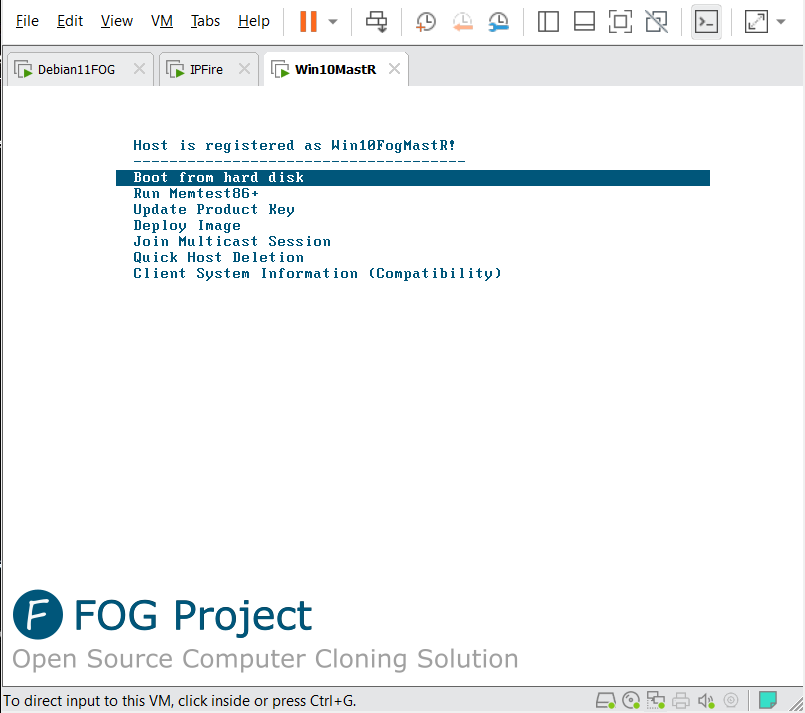 File Edit View VM Tabs Help
Debian11FOG IPFire Win10MastR
Host is registered as Win10FogMastR!
-------------------------------------
Boot from hard disk
Run Memtest86+
Update Product Key
Deploy Image
Join Multicast Session
Quick Host Deletion
Client System Information (Compatibility)
F FOG Project
Open Source Computer Cloning Solution
To direct input to this VM, click inside or press Ctrl+G.